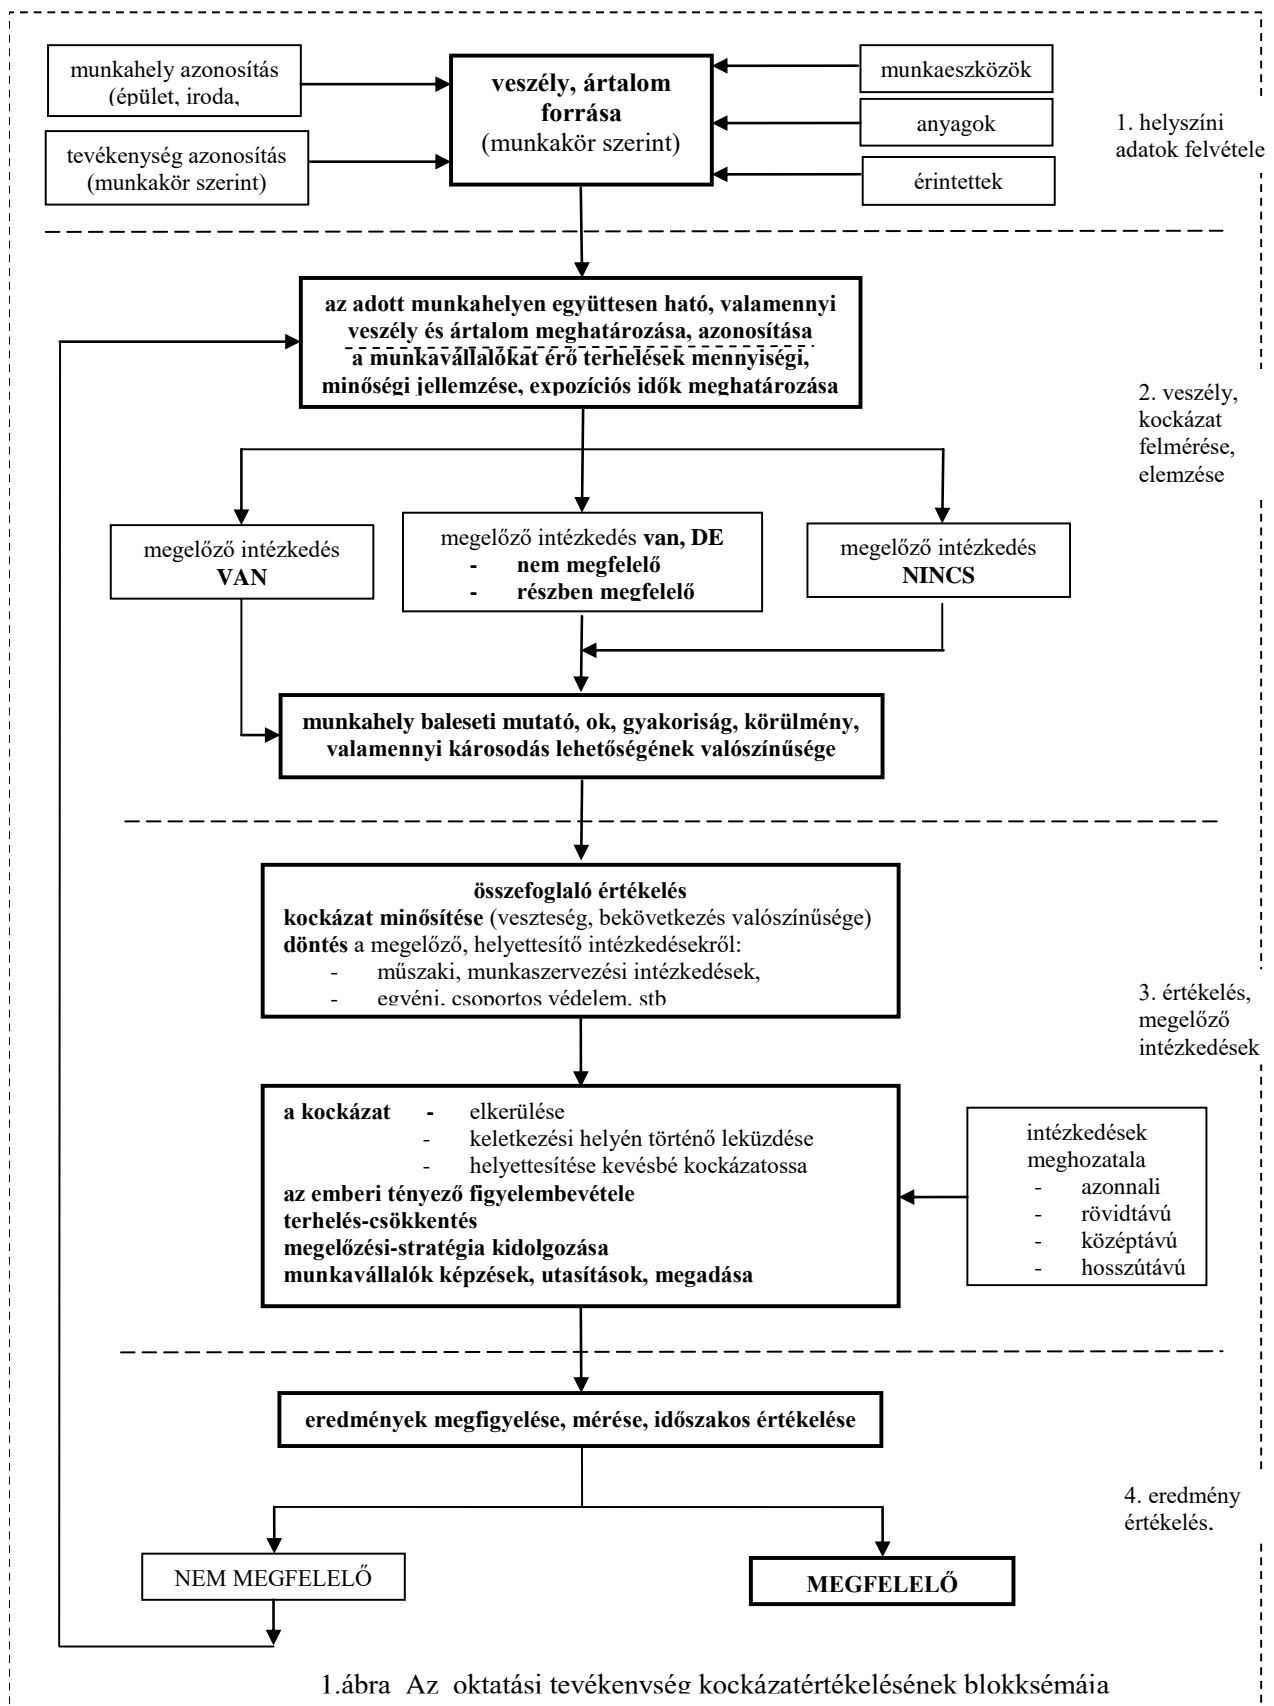 munkahely azonosítás
(épület, iroda,
tevékenység azonosítás
(munkakör szerint)
veszély, ártalom
forrása
(munkakör szerint)
munkaeszközök
anyagok
érintettek
1. helyszíni
adatok felvétele
az adott munkahelyen együttesen ható, valamennyi
veszély és ártalom meghatározása, azonosítása
a munkavállalókat érő terhelések mennyiségi,
minőségi jellemzése, expozíciós idők meghatározása
2. veszély,
kockázat
felmérése,
elemzése
megelőző intézkedés
VAN
megelőző intézkedés van, DE
- nem megfelelő
- részben megfelelő
megelőző intézkedés
NINCS
munkahely baleseti mutató, ok, gyakoriság, körülmény,
valamennyi károsodás lehetőségének valószínűsége
összefoglaló értékelés
kockázat minősítése (veszteség, bekövetkezés valószínűsége)
döntés a megelőző, helyettesítő intézkedésekről:
- műszaki, munkaszervezési intézkedések,
- egyéni, csoportos védelem, stb
3. értékelés,
megelőző
intézkedések
a kockázat - elkerülése
- keletkezési helyén történő leküzdése
- helyettesítése kevésbé kockázatossa
az emberi tényező figyelembevétele
terhelés-csökkentés
megelőzési-stratégia kidolgozása
munkavállalók képzések, utasítások, megadása
intézkedések
meghozatala
- azonnali
- rövidtávú
- középtávú
- hosszútávú
eredmények megfigyelése, mérése, időszakos értékelése
4. eredmény
értékelés,
NEM MEGFELELŐ
MEGFELELŐ
1.ábra Az oktatási tevékenység kockázatértékelésének blokksémája